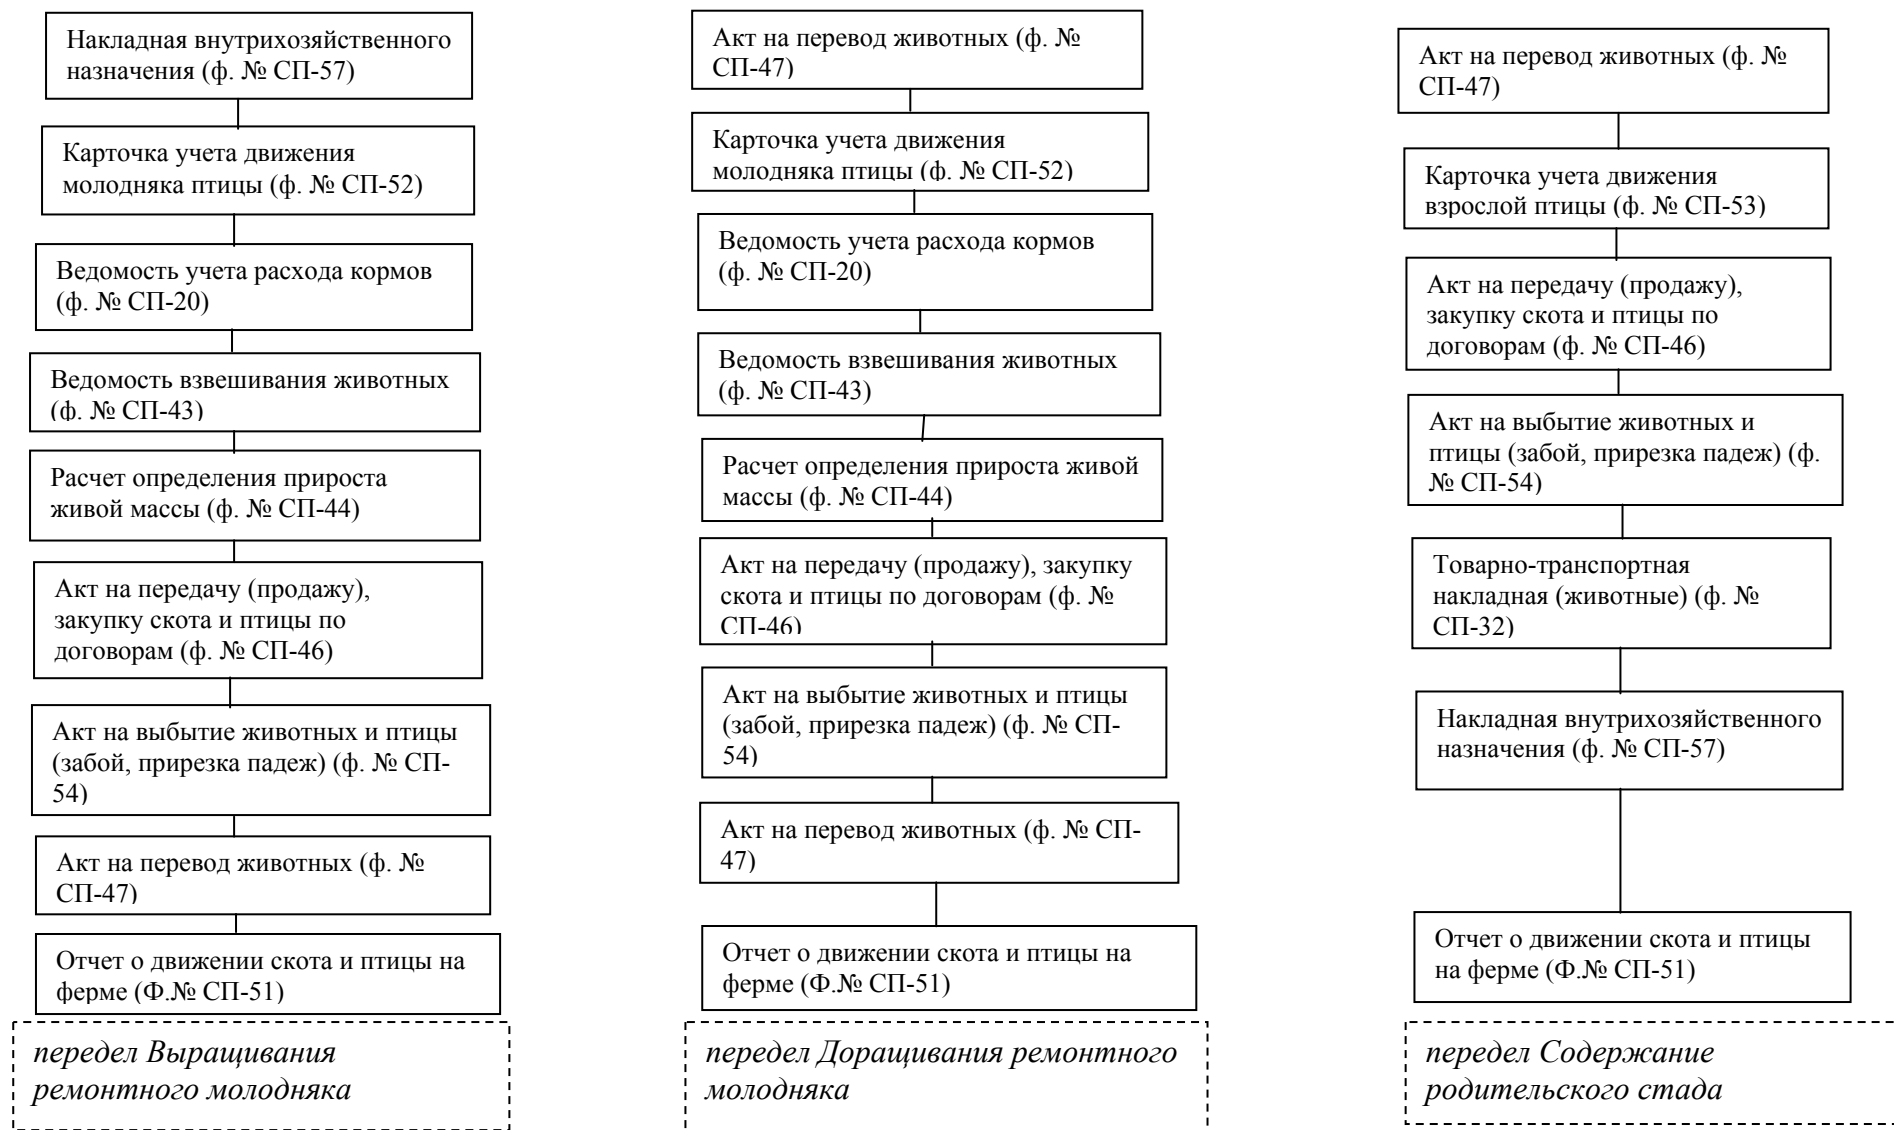 Накладная внутрихозяйственного
назначения (ф. № СП-57)
Карточка учета движения
молодняка птицы (ф. № СП-52)
Ведомость учета расхода кормов
(ф. № СП-20)
Ведомость взвешивания животных
(ф. № СП-43)
Расчет определения прироста
живой массы (ф. № СП-44)
Акт на передачу (продажу),
закупку скота и птицы по
договорам (ф. № СП-46)
Акт на выбытие животных и птицы
(забой, прирезка падеж) (ф. № СП-
54)
Акт на перевод животных (ф. №
СП-47)
Отчет о движении скота и птицы на
ферме (Ф.№ СП-51)
передел Выращивания
ремонтного молодняка
Акт на перевод животных (ф. №
СП-47)
Карточка учета движения
молодняка птицы (ф. № СП-52)
Ведомость учета расхода кормов
(ф. № СП-20)
Ведомость взвешивания животных
(ф. № СП-43)
Расчет определения прироста живой
массы (ф. № СП-44)
Акт на передачу (продажу), закупку
скота и птицы по договорам (ф. №
СП-46)
Акт на выбытие животных и птицы
(забой, прирезка падеж) (ф. № СП-
54)
Акт на перевод животных (ф. № СП-
47)
Отчет о движении скота и птицы на
ферме (Ф.№ СП-51)
передел Доращивания ремонтного
молодняка
Акт на перевод животных (ф. №
СП-47)
Карточка учета движения
взрослой птицы (ф. № СП-53)
Акт на передачу (продажу),
закупку скота и птицы по
договорам (ф. № СП-46)
Акт на выбытие животных и
птицы (забой, прирезка падеж) (ф.
№ СП-54)
Товарно-транспортная
накладная (животные) (ф. №
СП-32)
Накладная внутрихозяйственного
назначения (ф. № СП-57)
Отчет о движении скота и птицы
на ферме (Ф.№ СП-51)
передел Содержание
родительского стада